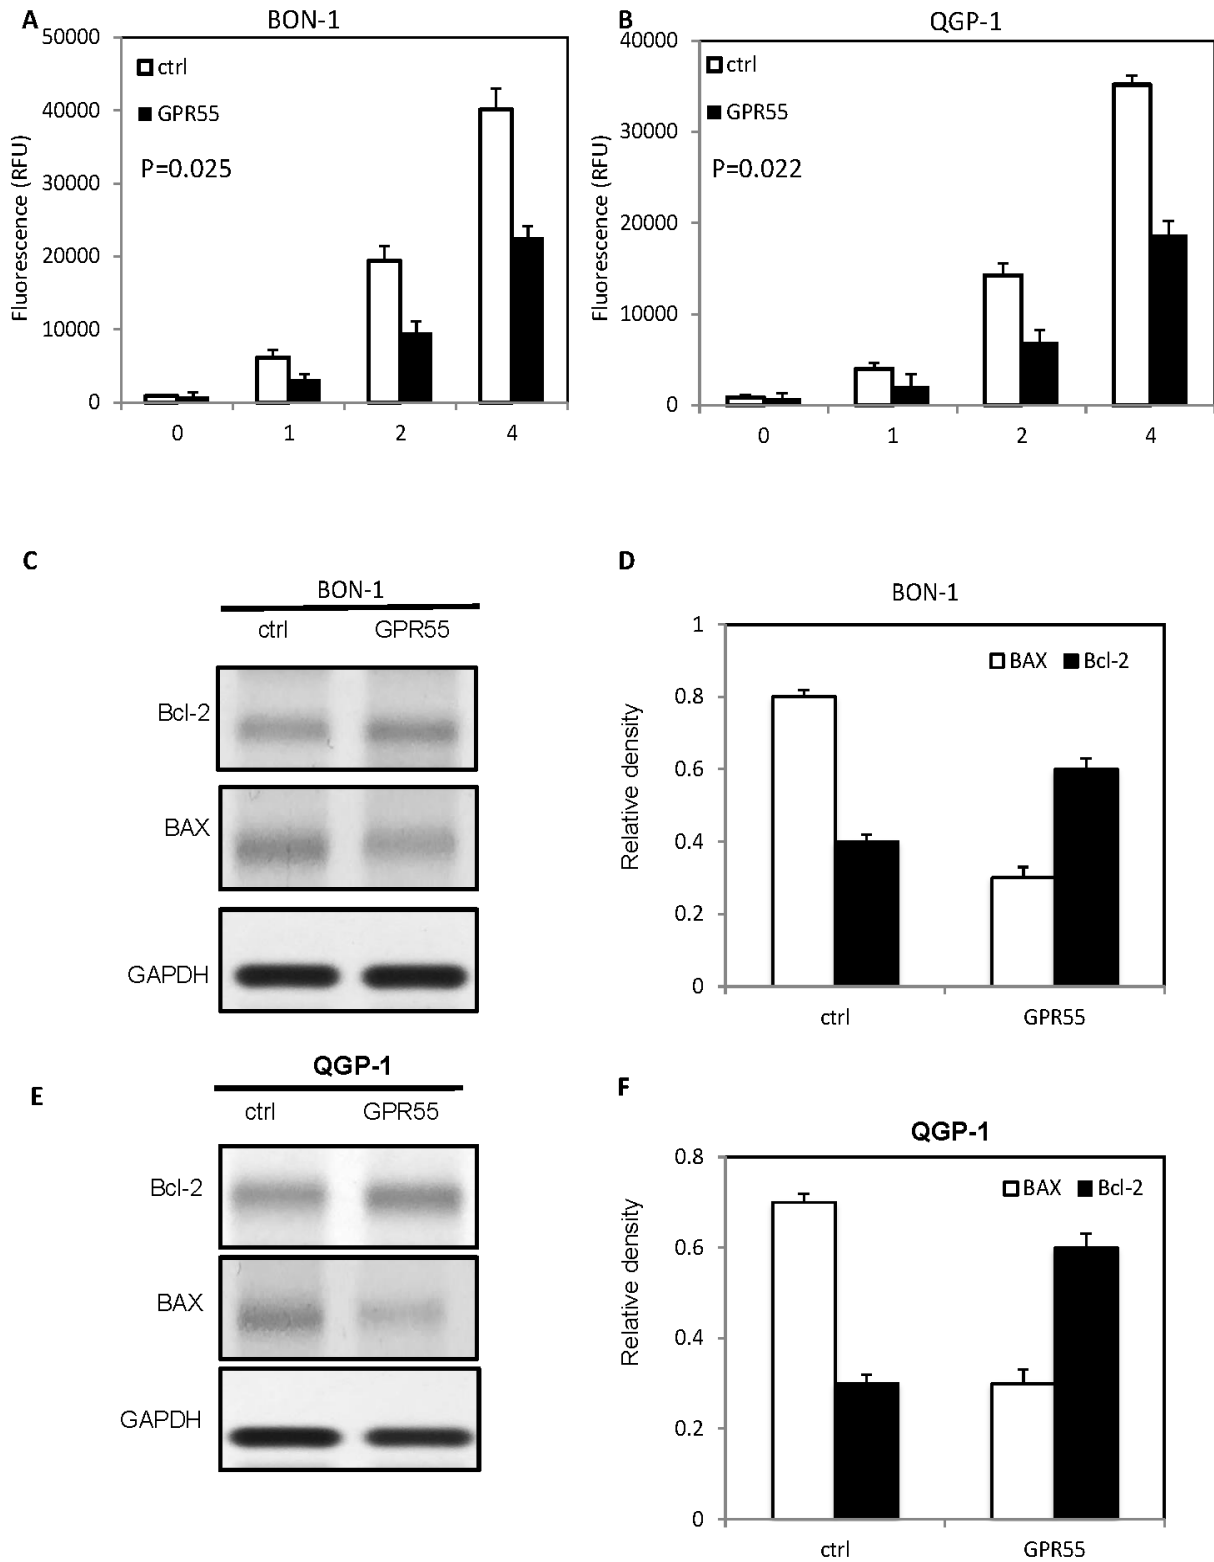 A
BON-1
50000
40000
30000
20000
10000
0
Fluorescence (RFU)
ctrl
GPR55
P=0.025
0 1 2 4
B
QGP-1
40000
30000
20000
10000
0
Fluorescence (RFU)
ctrl
GPR55
P=0.022
0 1 2 4
C
BON-1
ctrl GPR55
Bcl-2
BAX
GAPDH
D
BON-1
1
0.8
0.6
0.4
0.2
0
Relative density
BAX Bcl-2
ctrl GPR55
E
QGP-1
ctrl GPR55
Bcl-2
BAX
GAPDH
F
QGP-1
0.8
0.6
0.4
0.2
0
Relative density
BAX Bcl-2
ctrl GPR55